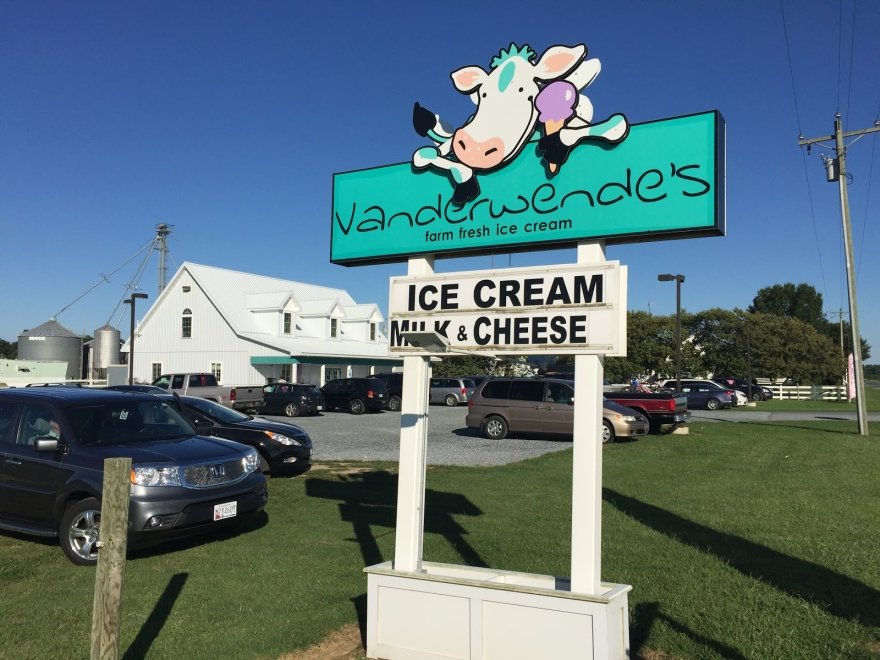 Vanderwende's
farm fresh ice cream
ICE CREAM
MILK & CHEESE